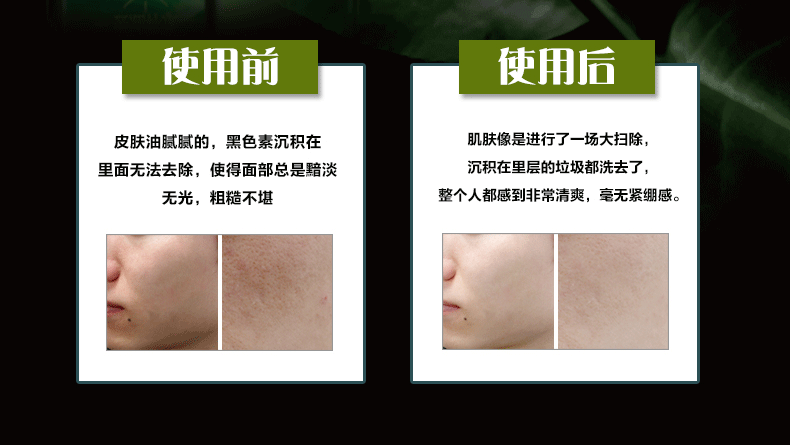 使用前
皮肤油腻腻的，黑色素沉积在
里面无法去除，使得面部总是黯淡
无光，粗糙不堪
使用后
肌肤像是进行了一场大扫除，
沉积在里层的垃圾都洗去了，
整个人都感到非常清爽，毫无紧绷感。